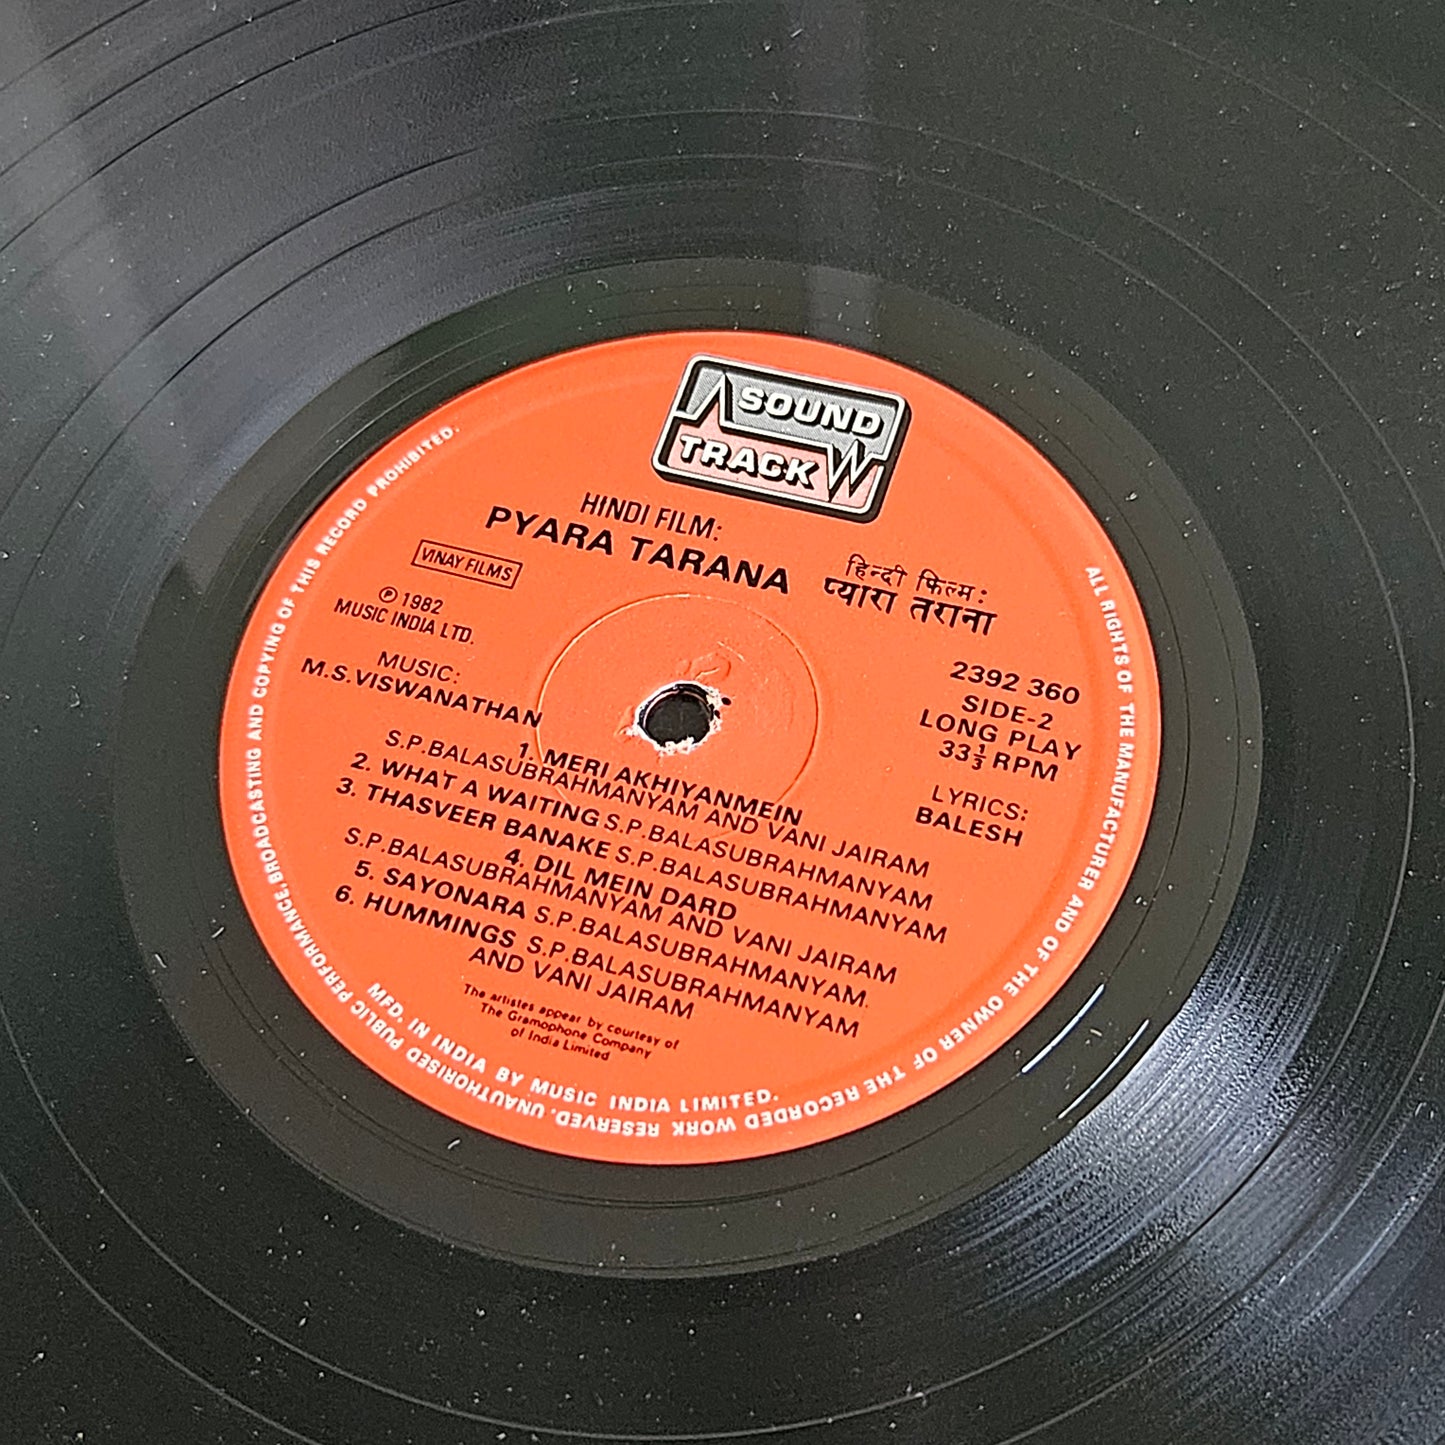 SOUND
TRACK
HINDI FILM:
PYARA TARANA
हिन्दी फिल्म:
प्यारा तराना
VINAY FILMS
Ⓟ 1982
MUSIC INDIA LTD.
2392 360
SIDE-2
LONG PLAY
33⅓ RPM
MUSIC:
M.S.VISWANATHAN
LYRICS:
BALESH
1. MERI AKHIYANMEIN
S.P.BALASUBRAHMANYAM AND VANI JAIRAM
2. WHAT A WAITING S.P.BALASUBRAHMANYAM
3. THASVEER BANAKE S.P.BALASUBRAHMANYAM
4. DIL MEIN DARD
S.P.BALASUBRAHMANYAM AND VANI JAIRAM
5. SAYONARA S.P.BALASUBRAHMANYAM.
6. HUMMINGS S.P.BALASUBRAHMANYAM
AND VANI JAIRAM
The artistes appear by courtesy of
The Gramophone Company
of India Limited
MFD. IN INDIA BY MUSIC INDIA LIMITED.
ALL RIGHTS OF THE MANUFACTURER AND OF THE OWNER OF THE RECORDED WORK RESERVED. UNAUTHORISED PUBLIC PERFORMANCE, BROADCASTING AND COPYING OF THIS RECORD PROHIBITED.